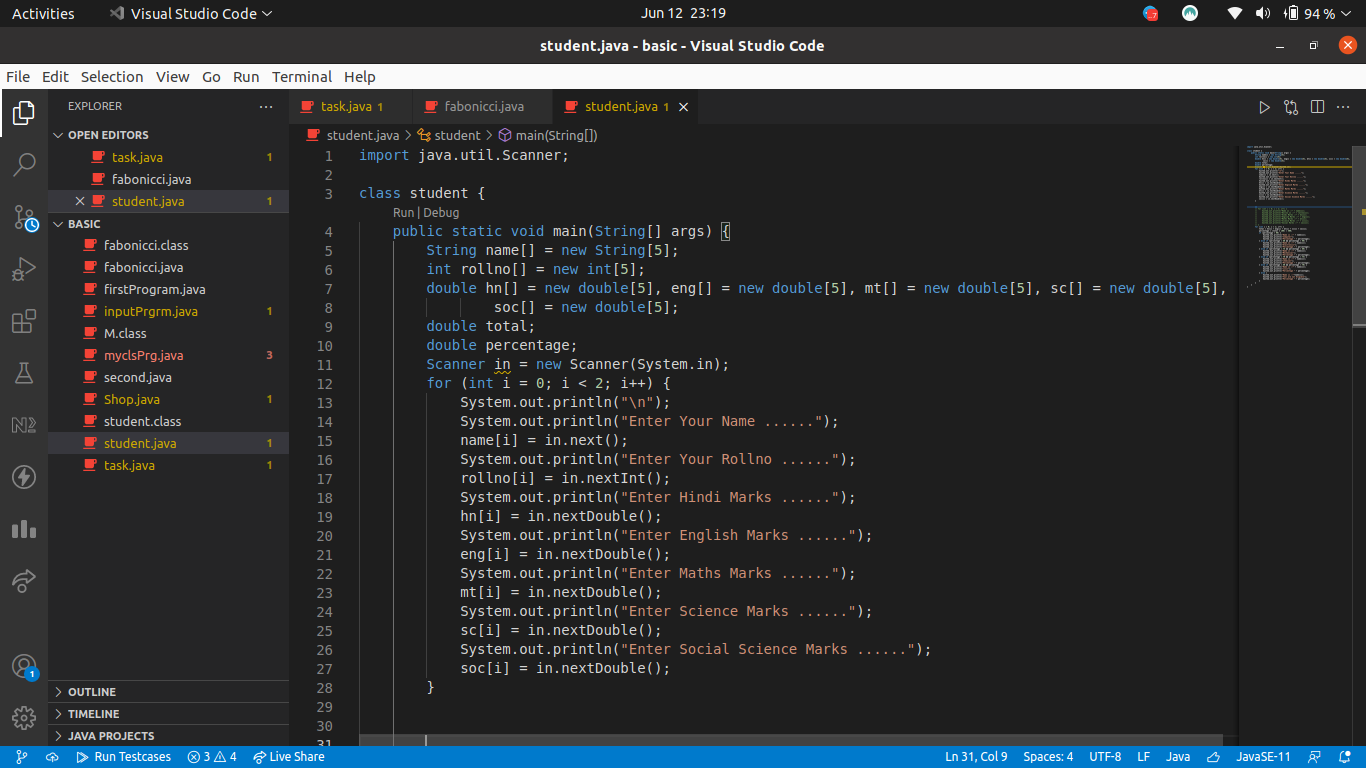 Activities Visual Studio Code Jun 12 23:19 94 %
student.java - basic - Visual Studio Code
File Edit Selection View Go Run Terminal Help
EXPLORER
OPEN EDITORS
task.java 1
fabonicci.java
student.java 1
BASIC
fabonicci.class
fabonicci.java
firstProgram.java
inputPrgrm.java 1
M.class
myclsPrg.java 3
second.java
Shop.java 1
student.class
student.java 1
task.java 1
OUTLINE
TIMELINE
JAVA PROJECTS
task.java 1 fabonicci.java student.java 1
student.java > student > main(String[])
1 import java.util.Scanner;
2
3 class student {
Run | Debug
4 public static void main(String[] args) {
5 String name[] = new String[5];
6 int rollno[] = new int[5];
7 double hn[] = new double[5], eng[] = new double[5], mt[] = new double[5], sc[] = new double[5],
8 soc[] = new double[5];
9 double total;
10 double percentage;
11 Scanner in = new Scanner(System.in);
12 for (int i = 0; i < 2; i++) {
13 System.out.println("\n");
14 System.out.println("Enter Your Name ......");
15 name[i] = in.next();
16 System.out.println("Enter Your Rollno ......");
17 rollno[i] = in.nextInt();
18 System.out.println("Enter Hindi Marks ......");
19 hn[i] = in.nextDouble();
20 System.out.println("Enter English Marks ......");
21 eng[i] = in.nextDouble();
22 System.out.println("Enter Maths Marks ......");
23 mt[i] = in.nextDouble();
24 System.out.println("Enter Science Marks ......");
25 sc[i] = in.nextDouble();
26 System.out.println("Enter Social Science Marks ......");
27 soc[i] = in.nextDouble();
28 }
29
30
31
1
Run Testcases 3 4 Live Share Ln 31, Col 9 Spaces: 4 UTF-8 LF Java JavaSE-11